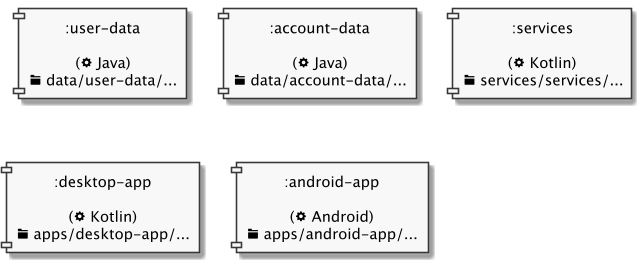 :user-data
(Java)
data/user-data/...
:account-data
(Java)
data/account-data/...
:services
(Kotlin)
services/services/...
:desktop-app
(Kotlin)
apps/desktop-app/...
:android-app
(Android)
apps/android-app/...